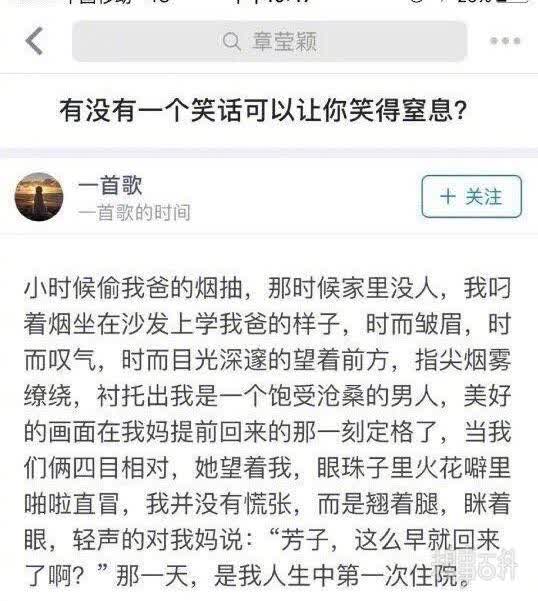 章莹颖
有没有一个笑话可以让你笑得窒息?
一首歌
一首歌的时间
+ 关注
小时候偷我爸的烟抽，那时候家里没人，我叼
着烟坐在沙发上学我爸的样子，时而皱眉，时
而叹气，时而目光深邃的望着前方，指尖烟雾
缭绕，衬托出我是一个饱受沧桑的男人，美好
的画面在我妈提前回来的那一刻定格了，当我
们俩四目相对，她望着我，眼珠子里火花噼里
啪啦直冒，我并没有慌张，而是翘着腿，眯着
眼，轻声的对我妈说：“芳子，这么早就回来
了啊？”那一天，是我人生中第一次住院。